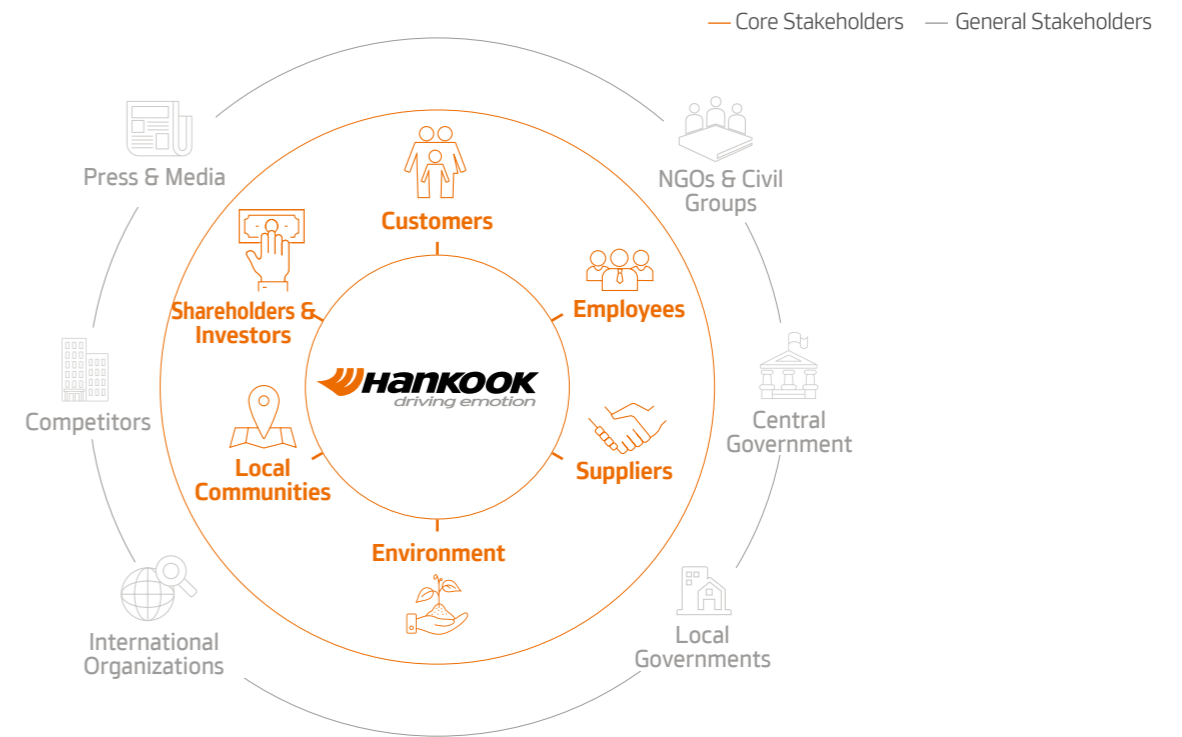 Core Stakeholders
General Stakeholders
Press & Media
NGOs & Civil
Groups
Customers
Shareholders &
Investors
Employees
HANKOOK
driving emotion
Competitors
Central
Government
Local
Communities
Suppliers
Environment
International
Organizations
Local
Governments